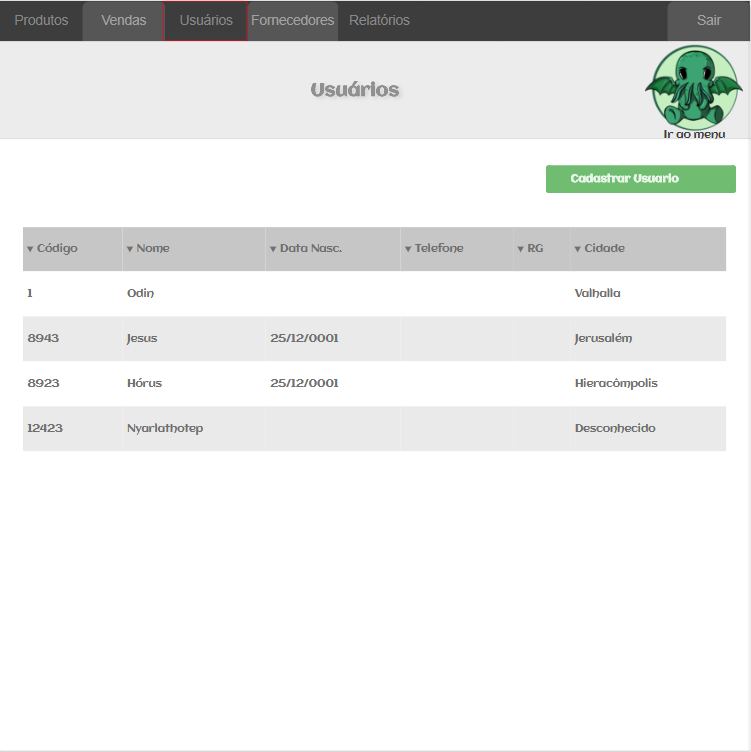 Produtos Vendas Usuários Fornecedores Relatórios Sair
Usuários
Ir ao menu
Cadastrar Usuario
▾ Código ▾ Nome ▾ Data Nasc. ▾ Telefone ▾ RG ▾ Cidade
1 Odin Valhalla
8943 Jesus 25/12/0001 Jerusalém
8923 Hórus 25/12/0001 Hieracômpolis
12423 Nyarlathotep Desconhecido